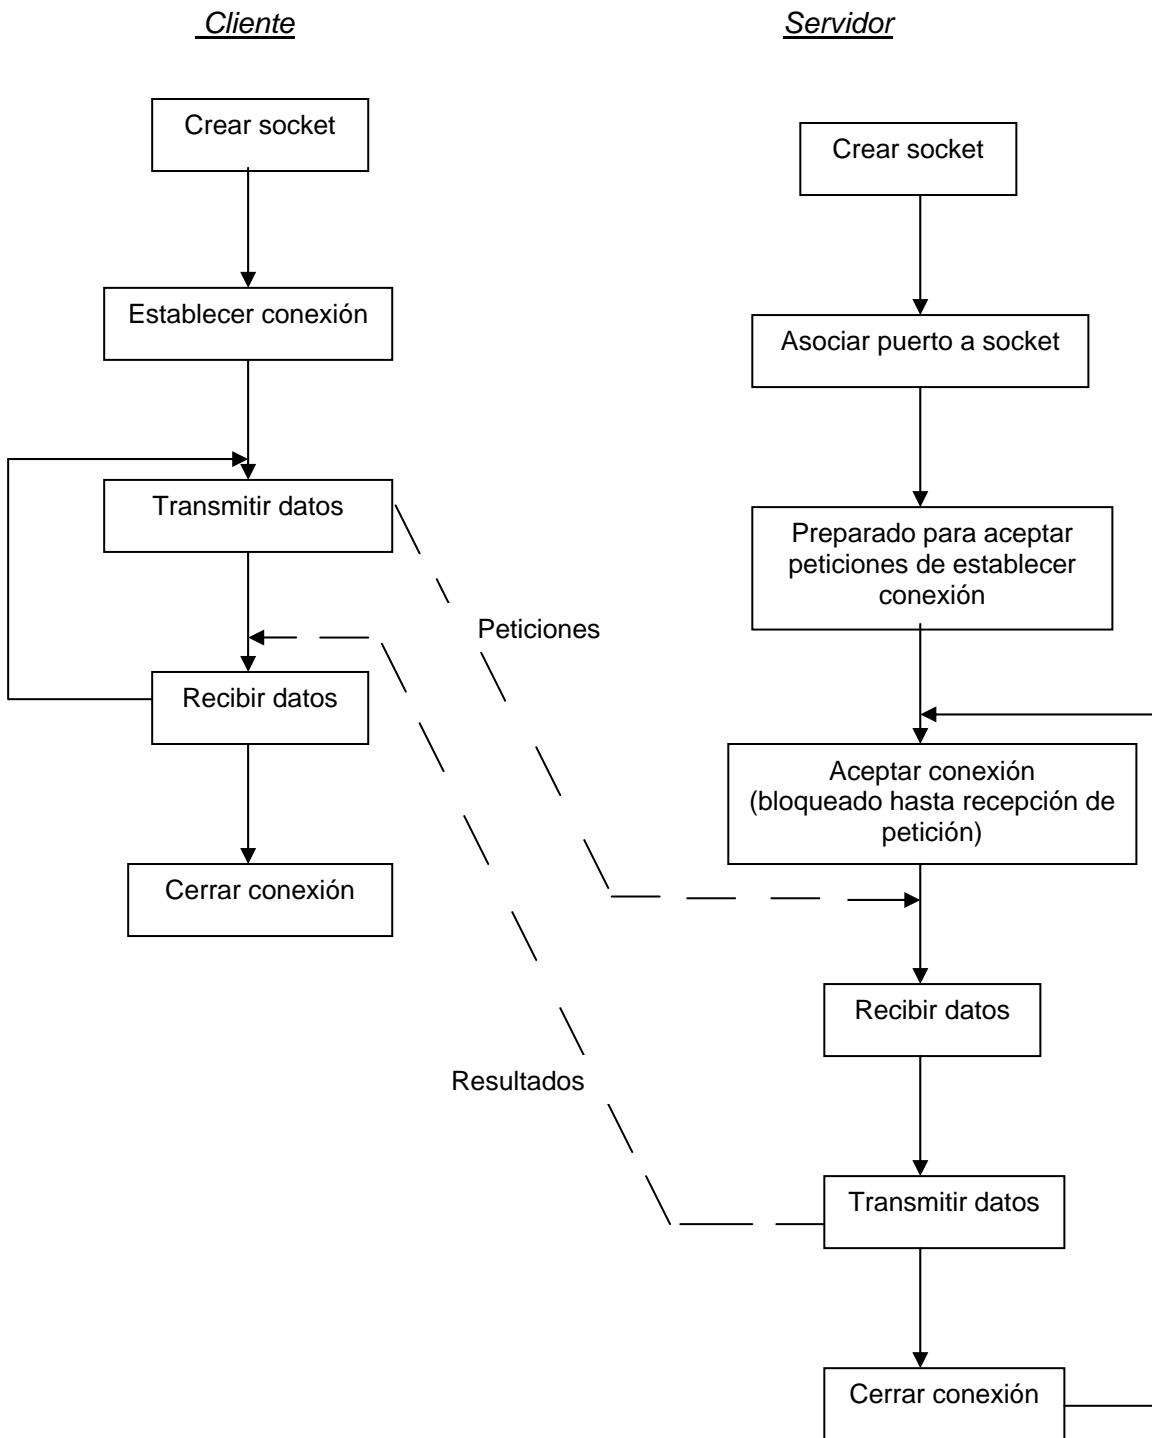 Cliente
Servidor
Crear socket
Crear socket
Establecer conexión
Asociar puerto a socket
Transmitir datos
Preparado para aceptar
peticiones de establecer
conexión
Peticiones
Recibir datos
Aceptar conexión
(bloqueado hasta recepción de
petición)
Cerrar conexión
Recibir datos
Resultados
Transmitir datos
Cerrar conexión